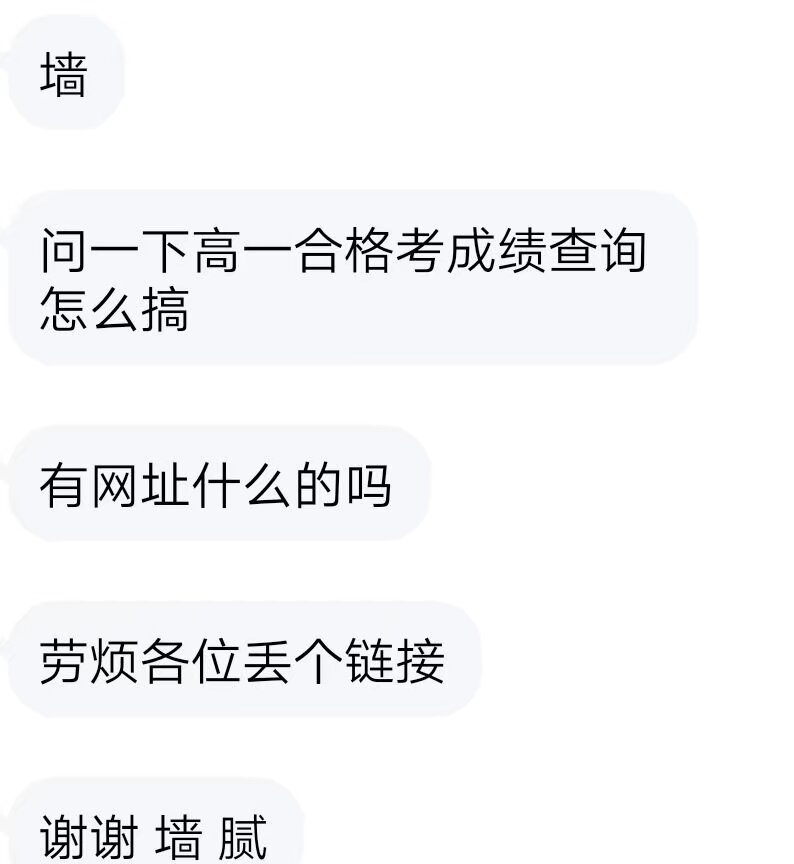 墙
问一下高一合格考成绩查询
怎么搞
有网址什么的吗
劳烦各位丢个链接
谢谢 墙 腻